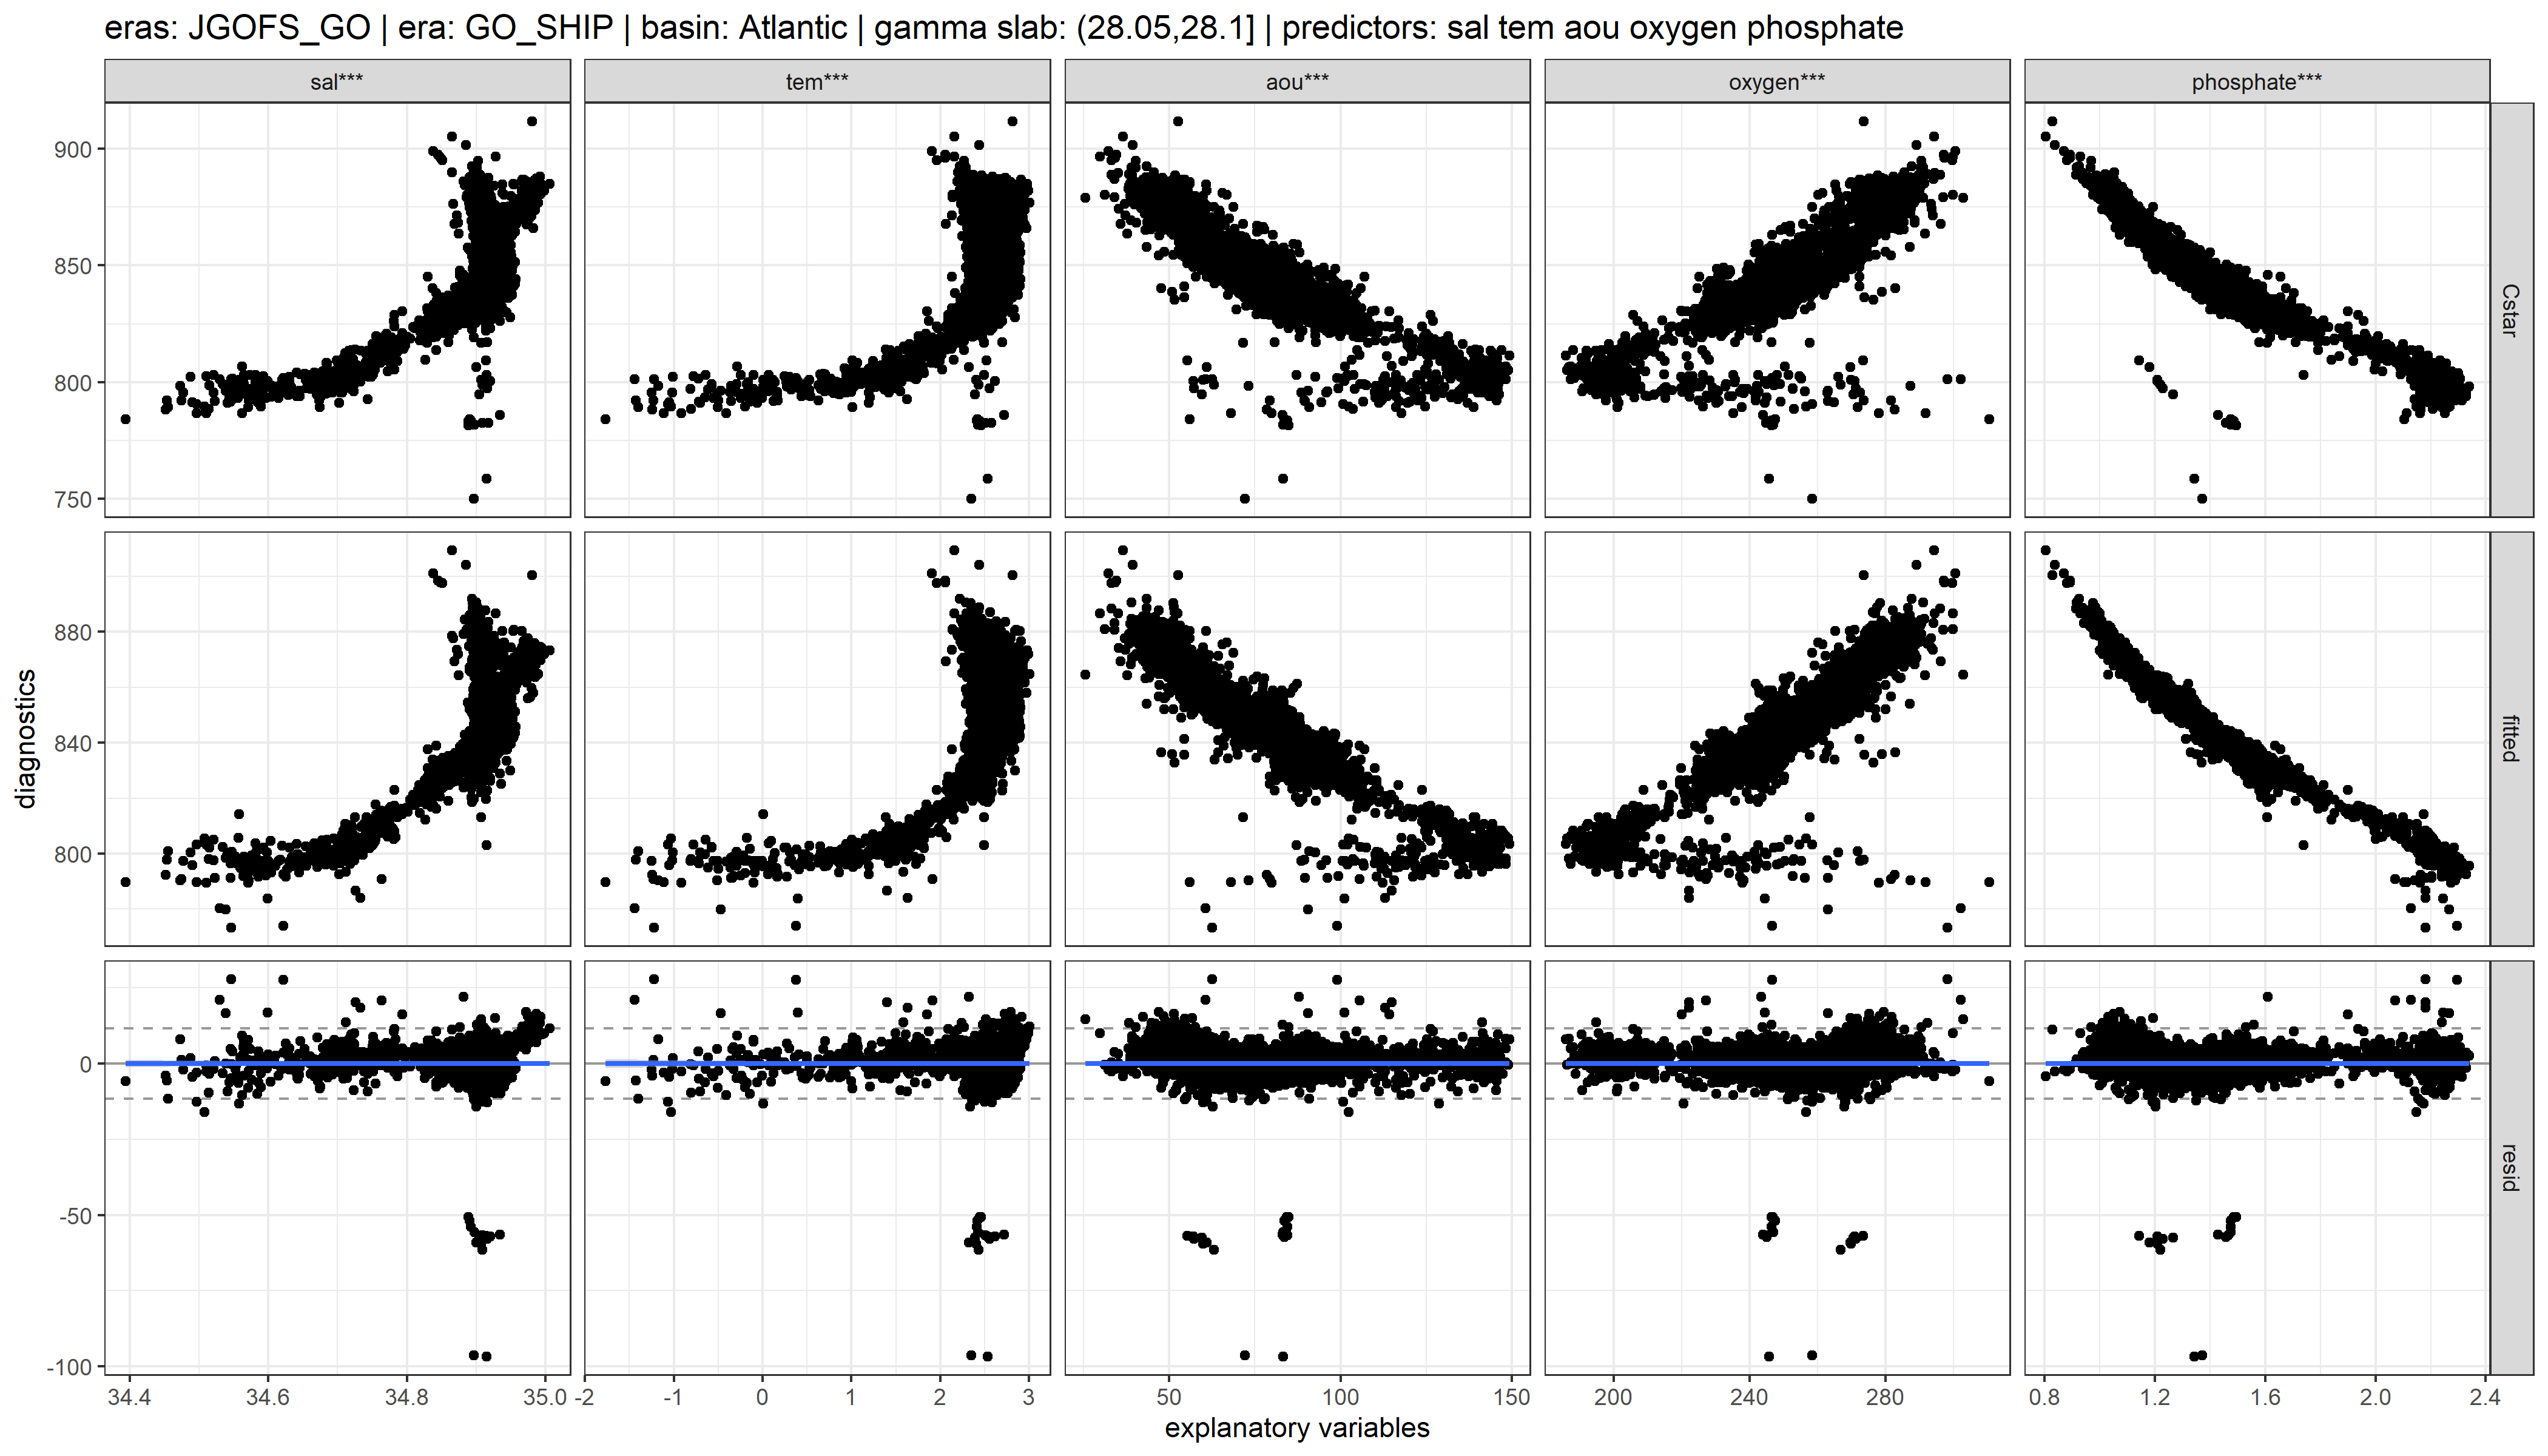 eras: JGOFS_GO | era: GO_SHIP | basin: Atlantic | gamma slab: (28.05,28.1] | predictors: sal tem aou oxygen phosphate
sal*** tem*** aou*** oxygen*** phosphate***
900
850
800
750
Cstar
880
840
800
fitted
diagnostics
0
-50
-100
resid
34.4 34.6 34.8 35.0 -2 -1 0 1 2 3 50 100 150 200 240 280 0.8 1.2 1.6 2.0 2.4
explanatory variables